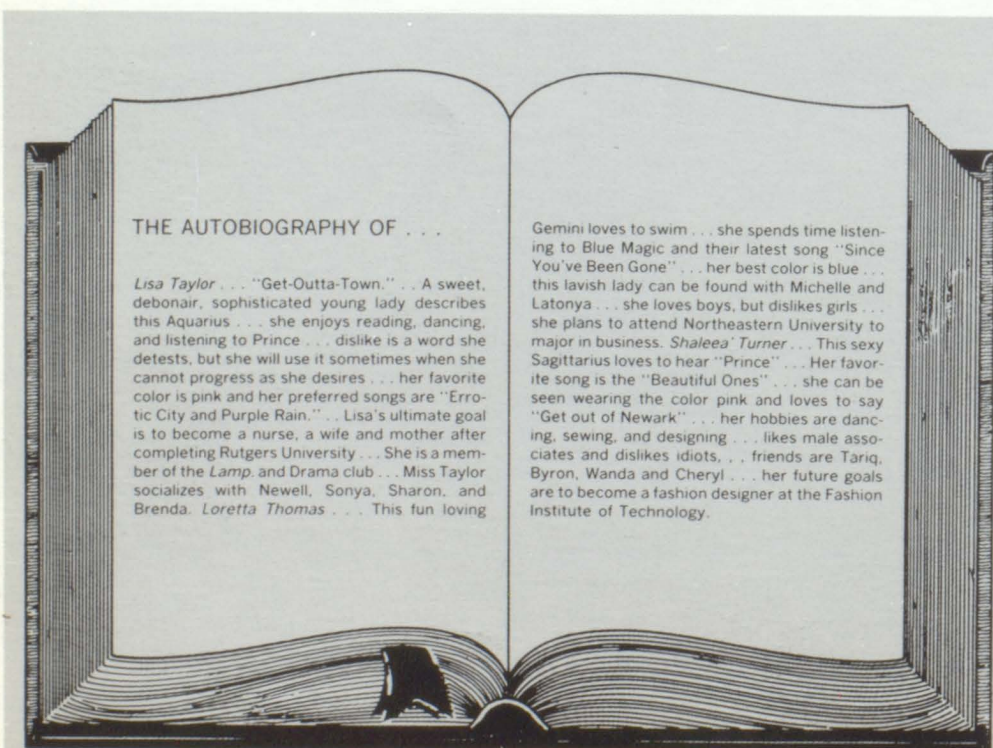 THE AUTOBIOGRAPHY OF . . .
Lisa Taylor . . . "Get-Outta-Town." . . A sweet,
debonair, sophisticated young lady describes
this Aquarius . . . she enjoys reading, dancing,
and listening to Prince . . . dislike is a word she
detests, but she will use it sometimes when she
cannot progress as she desires . . . her favorite
color is pink and her preferred songs are "Erro-
tic City and Purple Rain." . . Lisa's ultimate goal
is to become a nurse, a wife and mother after
completing Rutgers University . . . She is a mem-
ber of the Lamp. and Drama club . . . Miss Taylor
socializes with Newell, Sonya, Sharon, and
Brenda. Loretta Thomas . . . This fun loving
Gemini loves to swim . . . she spends time listen-
ing to Blue Magic and their latest song "Since
You've Been Gone" . . . her best color is blue . . .
this lavish lady can be found with Michelle and
Latonya . . . she loves boys, but dislikes girls . . .
she plans to attend Northeastern University to
major in business. Shaleea' Turner . . . This sexy
Sagittarius loves to hear "Prince" . . . Her favor-
ite song is the "Beautiful Ones" . . . she can be
seen wearing the color pink and loves to say
"Get out of Newark" . . . her hobbies are danc-
ing, sewing, and designing . . . likes male asso-
ciates and dislikes idiots. . . friends are Tariq,
Byron, Wanda and Cheryl . . . her future goals
are to become a fashion designer at the Fashion
Institute of Technology.